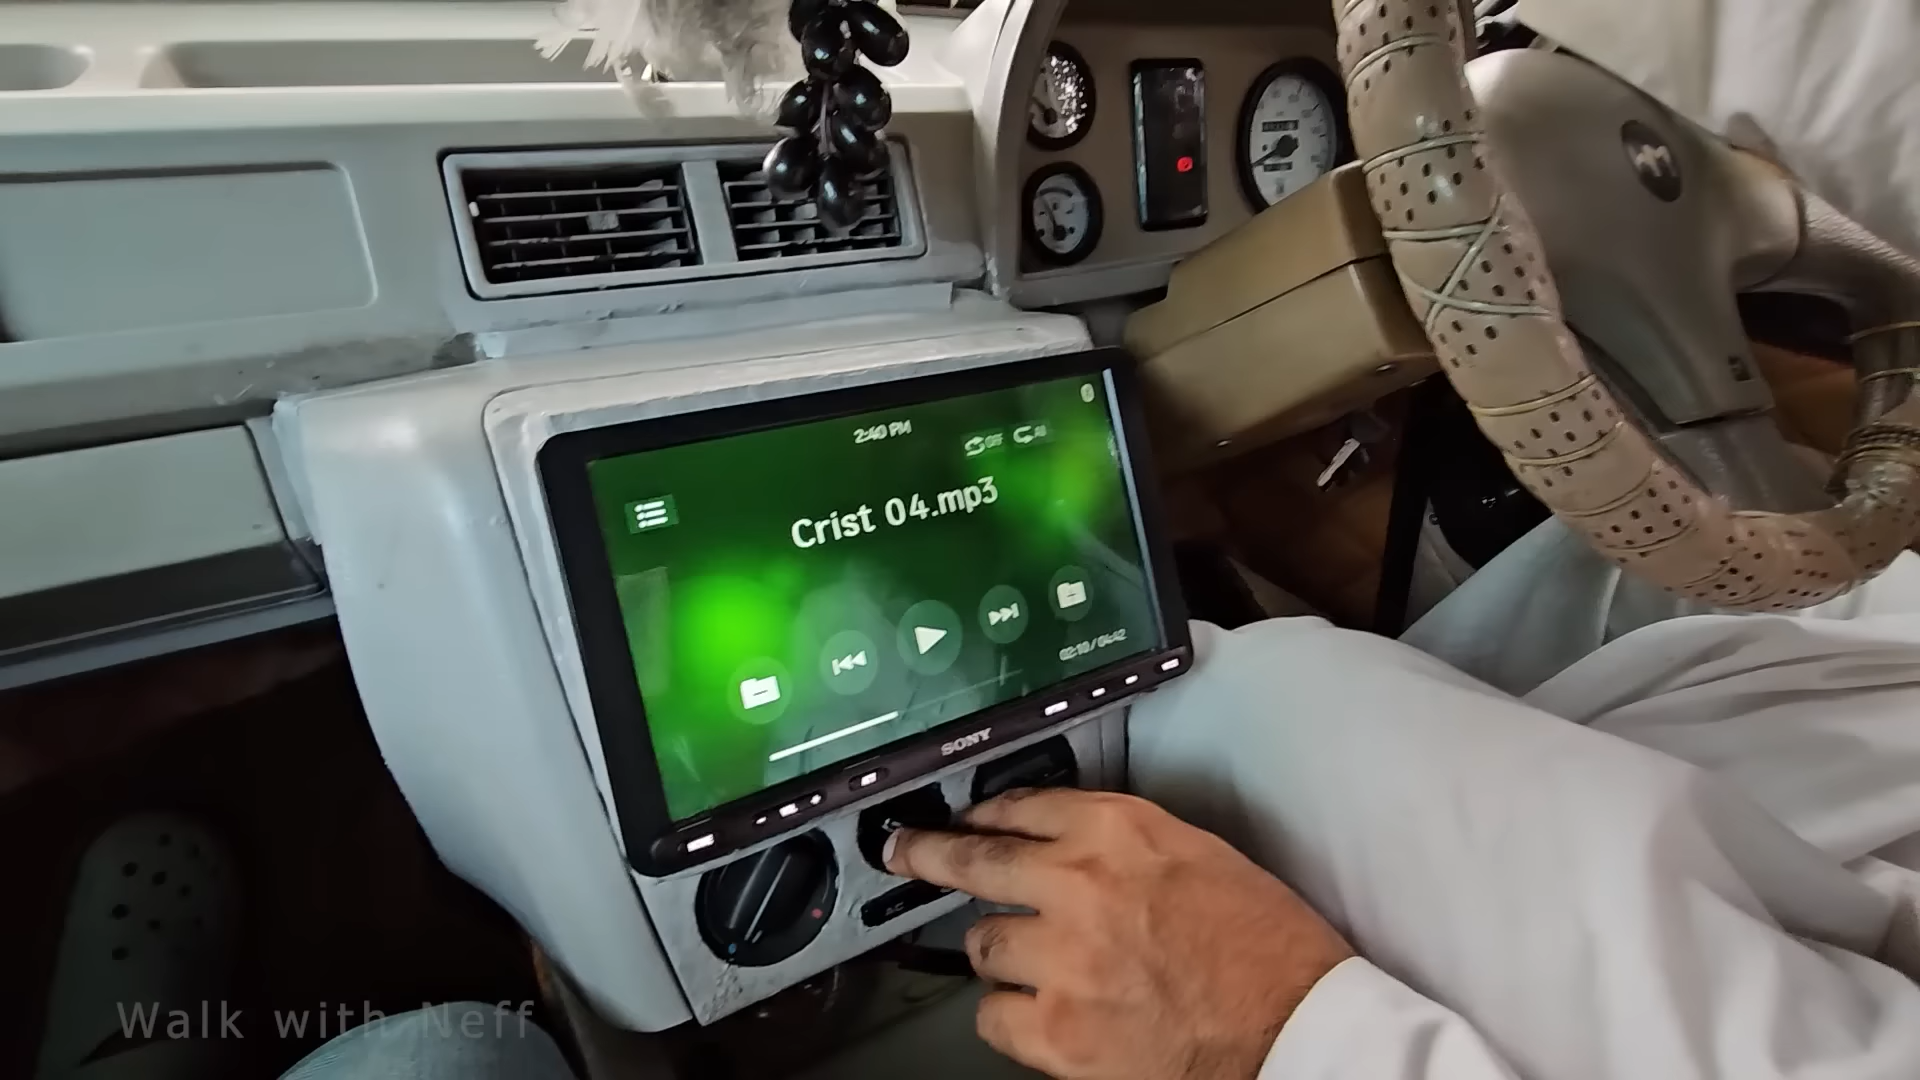 2:40 PM
OFF
All
Crist 04.mp3
02:10 / 04:42
SONY
AC
Walk with Neff